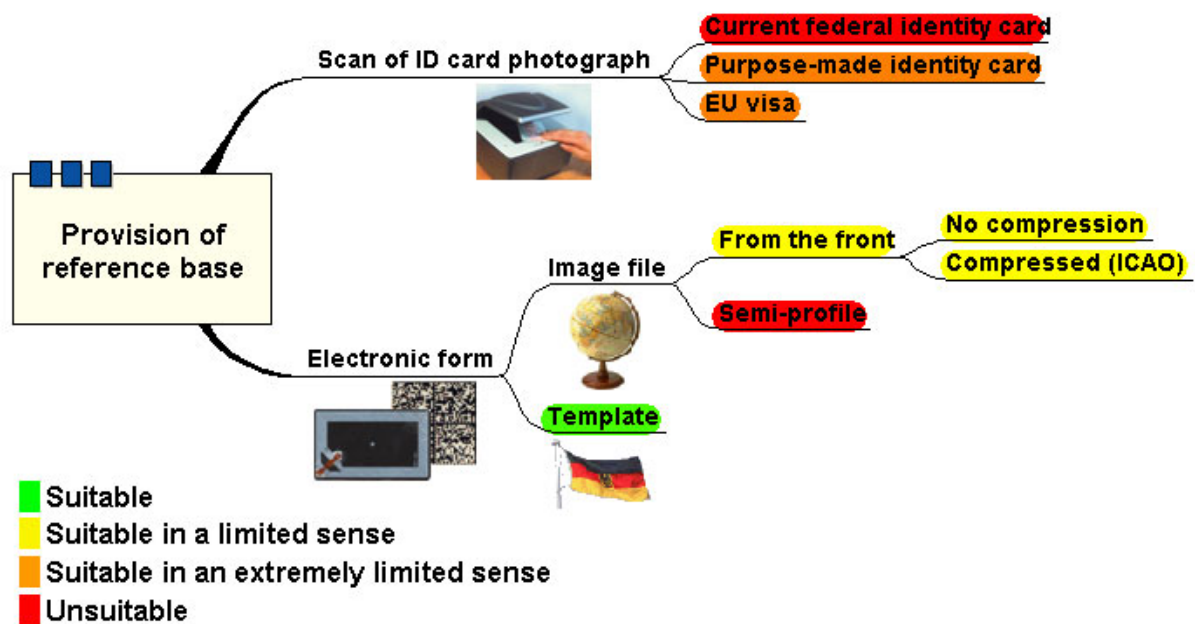 Provision of
reference base
Scan of ID card photograph
Current federal identity card
Purpose-made identity card
EU visa
Electronic form
Image file
From the front
No compression
Compressed (ICAO)
Semi-profile
Template
Suitable
Suitable in a limited sense
Suitable in an extremely limited sense
Unsuitable